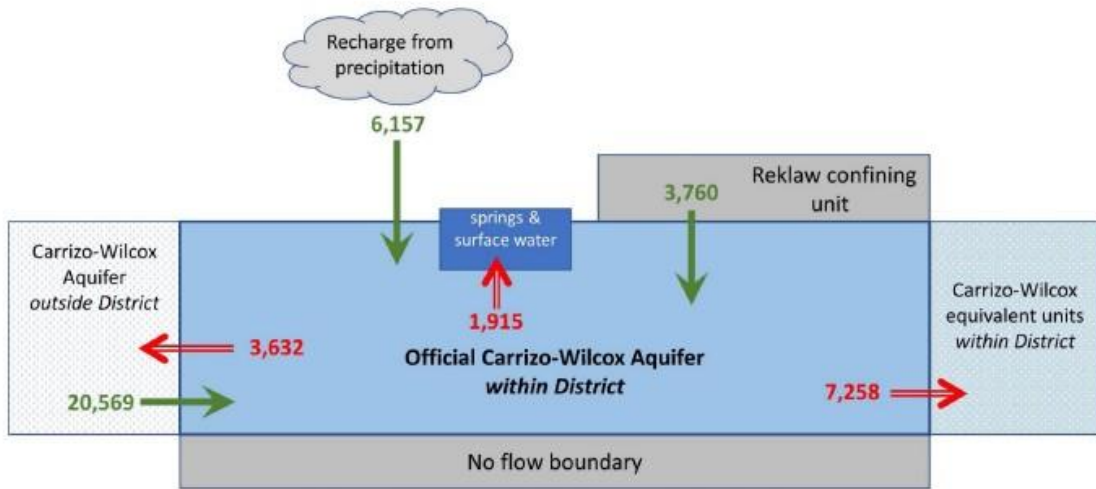 Recharge from
precipitation
6,157
Reklaw confining
unit
3,760
springs &
surface water
Carrizo-Wilcox
Aquifer
outside District
1,915
Carrizo-Wilcox
equivalent units
within District
3,632
Official Carrizo-Wilcox Aquifer
within District
20,569
7,258
No flow boundary